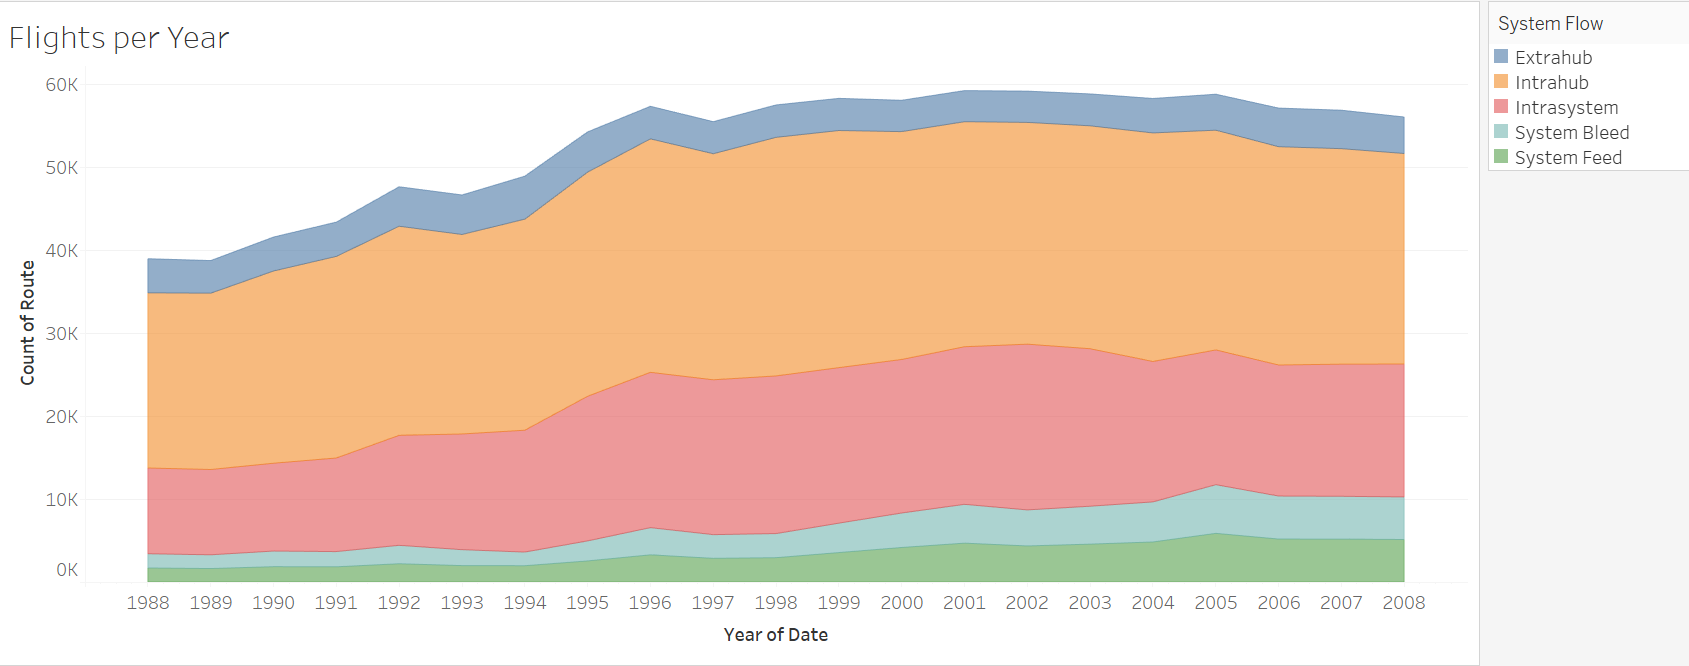 Flights per Year
System Flow
Extrahub
Intrahub
Intrasystem
System Bleed
System Feed
60K
50K
40K
30K
20K
10K
0K
Count of Route
1988 1989 1990 1991 1992 1993 1994 1995 1996 1997 1998 1999 2000 2001 2002 2003 2004 2005 2006 2007 2008
Year of Date